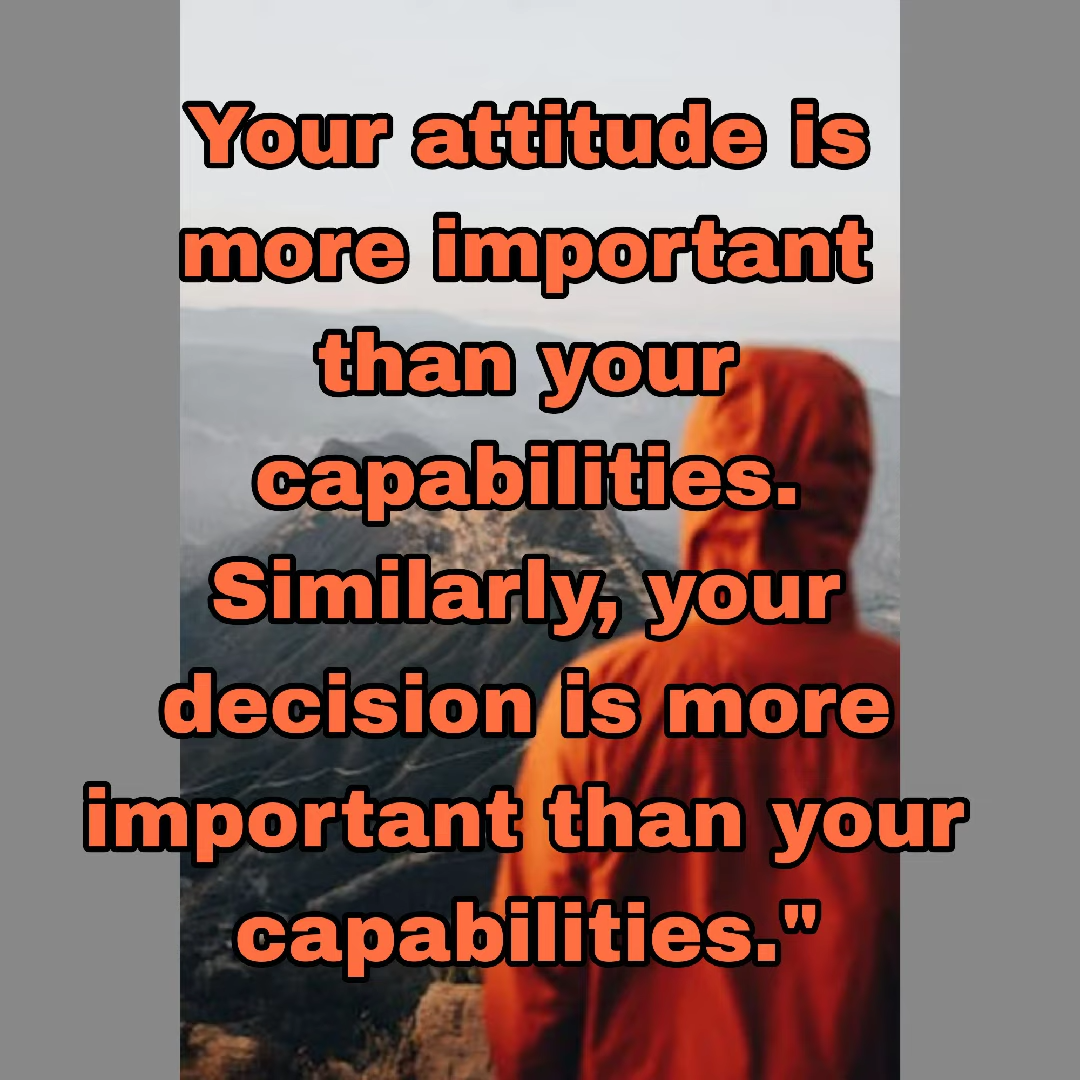 Your attitude is
more important
than your
capabilities.
Similarly, your
decision is more
important than your
capabilities."